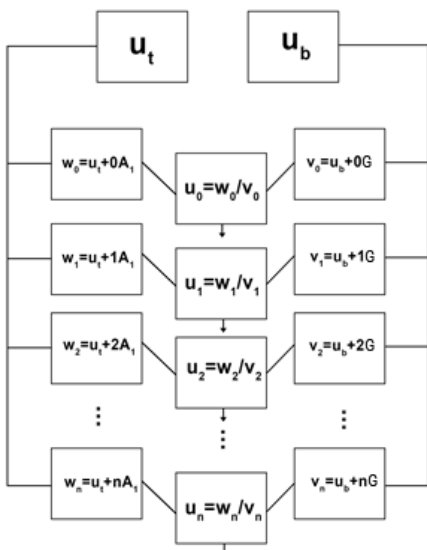 u_t
u_b
w_0=u_t+0A_1
u_0=w_0/v_0
v_0=u_b+0G
w_1=u_t+1A_1
u_1=w_1/v_1
v_1=u_b+1G
w_2=u_t+2A_1
u_2=w_2/v_2
v_2=u_b+2G
w_n=u_t+nA_1
u_n=w_n/v_n
v_n=u_b+nG